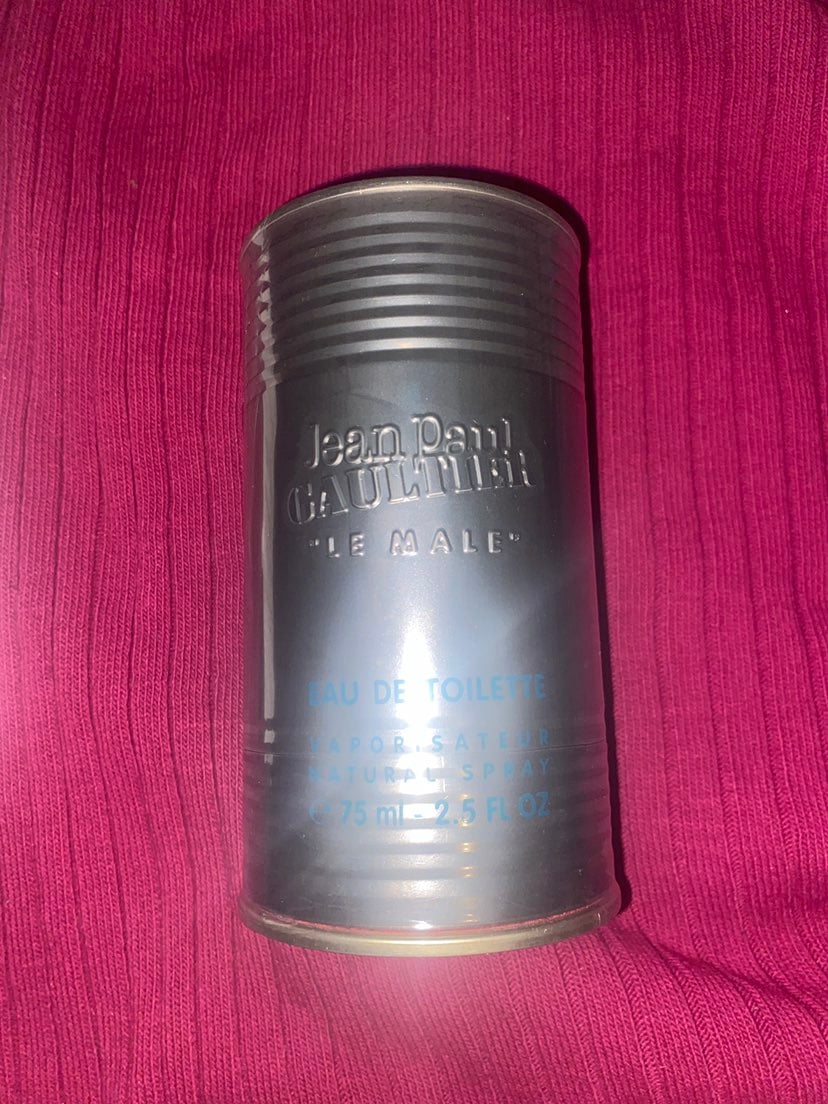 Jean Paul
GAULTIER
"LE MALE"
EAU DE TOILETTE
VAPORISATEUR
NATURAL SPRAY
℮ 75 ml - 2.5 FL OZ